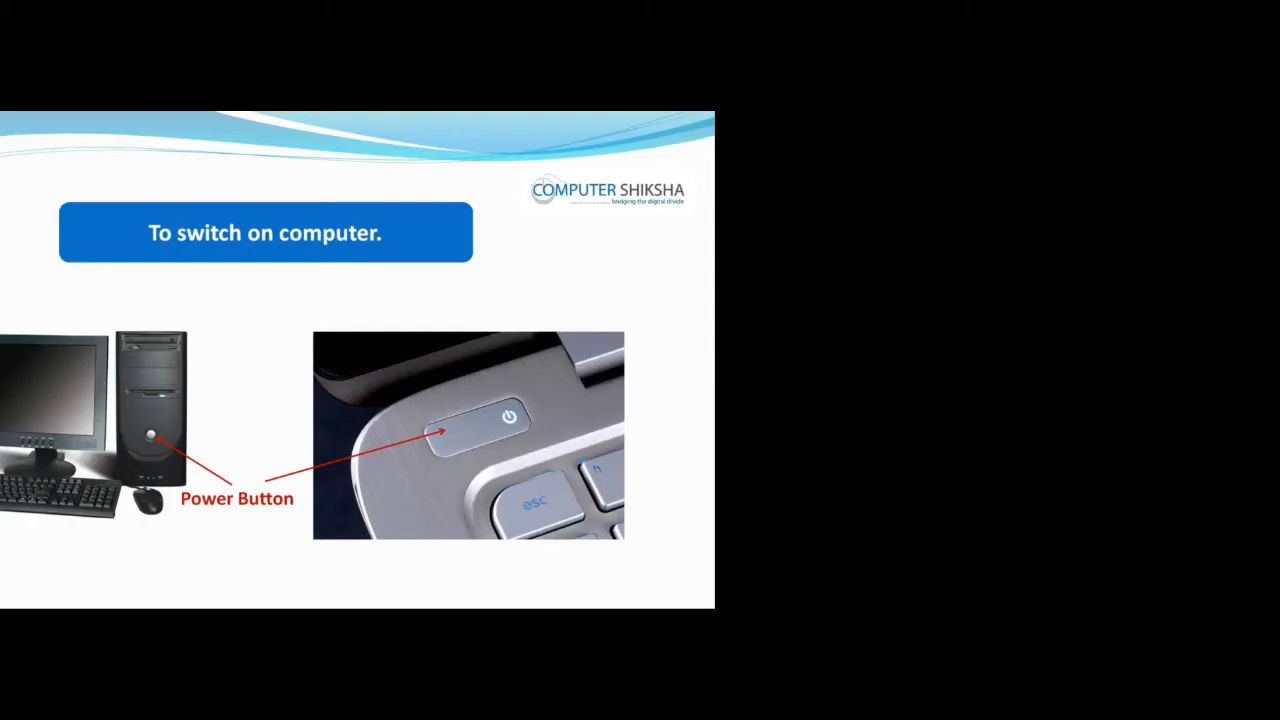 COMPUTER SHIKSHA
bridging the digital divide
To switch on computer.
Power Button
esc